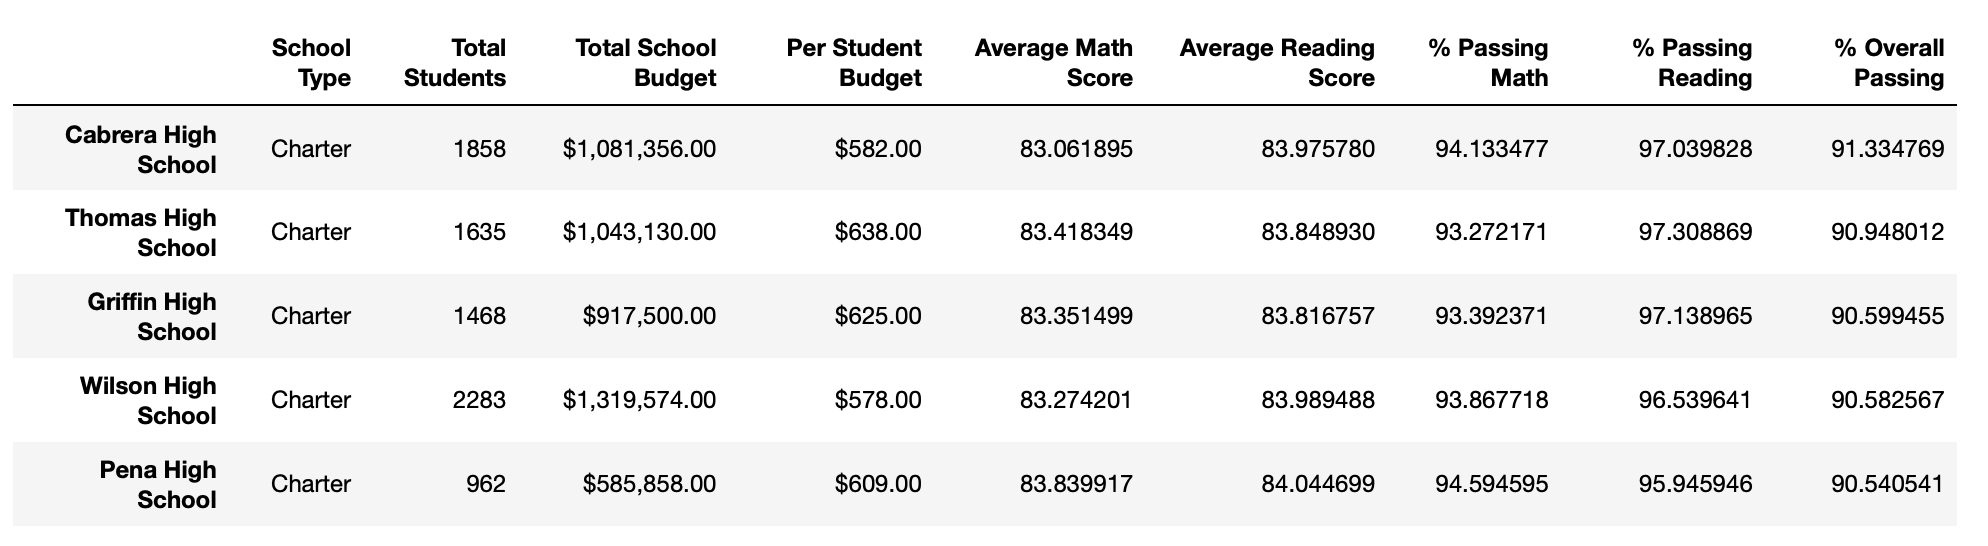 School Total Total School Per Student Average Math Average Reading % Passing % Passing % Overall
Type Students Budget Budget Score Score Math Reading Passing
Cabrera High
School Charter 1858 $1,081,356.00 $582.00 83.061895 83.975780 94.133477 97.039828 91.334769
Thomas High
School Charter 1635 $1,043,130.00 $638.00 83.418349 83.848930 93.272171 97.308869 90.948012
Griffin High
School Charter 1468 $917,500.00 $625.00 83.351499 83.816757 93.392371 97.138965 90.599455
Wilson High
School Charter 2283 $1,319,574.00 $578.00 83.274201 83.989488 93.867718 96.539641 90.582567
Pena High
School Charter 962 $585,858.00 $609.00 83.839917 84.044699 94.594595 95.945946 90.540541